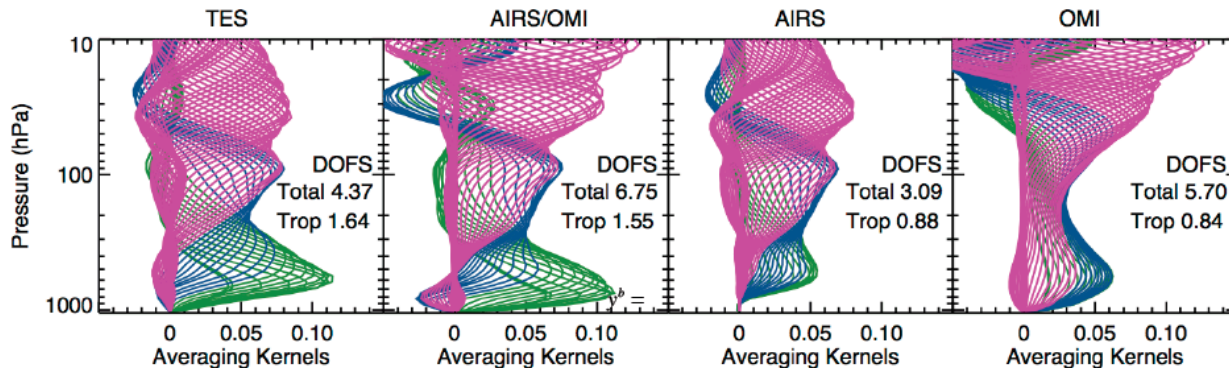 TES AIRS/OMI AIRS OMI
10
100
1000
Pressure (hPa)
DOFS
Total 4.37
Trop 1.64
DOFS
Total 6.75
Trop 1.55
DOFS
Total 3.09
Trop 0.88
DOFS
Total 5.70
Trop 0.84
y^b =
0 0.05 0.10
0 0.05 0.10
0 0.05 0.10
0 0.05 0.10
Averaging Kernels Averaging Kernels Averaging Kernels Averaging Kernels